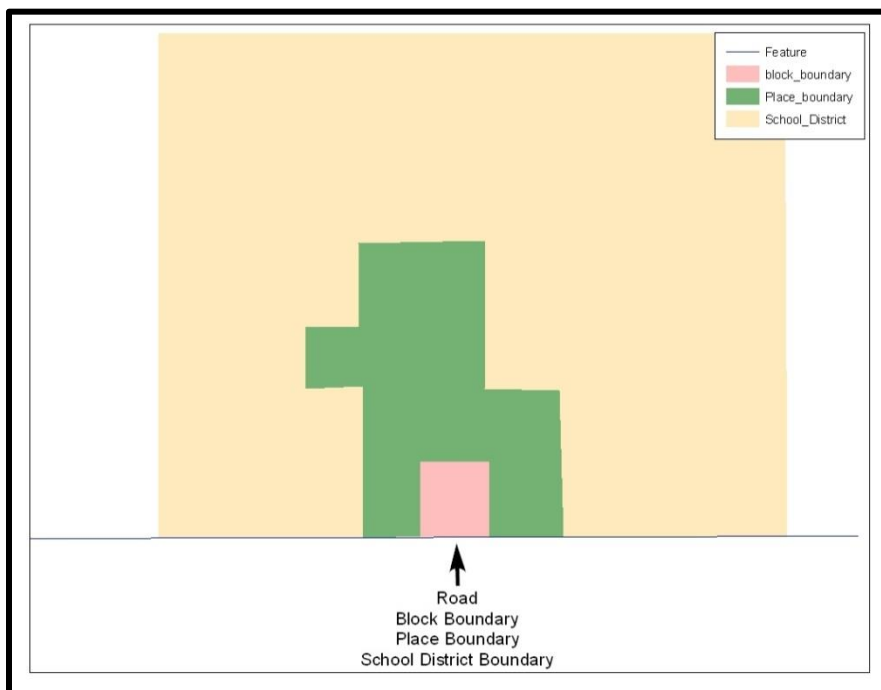 Feature
block_boundary
Place_boundary
School_District
Road
Block Boundary
Place Boundary
School District Boundary